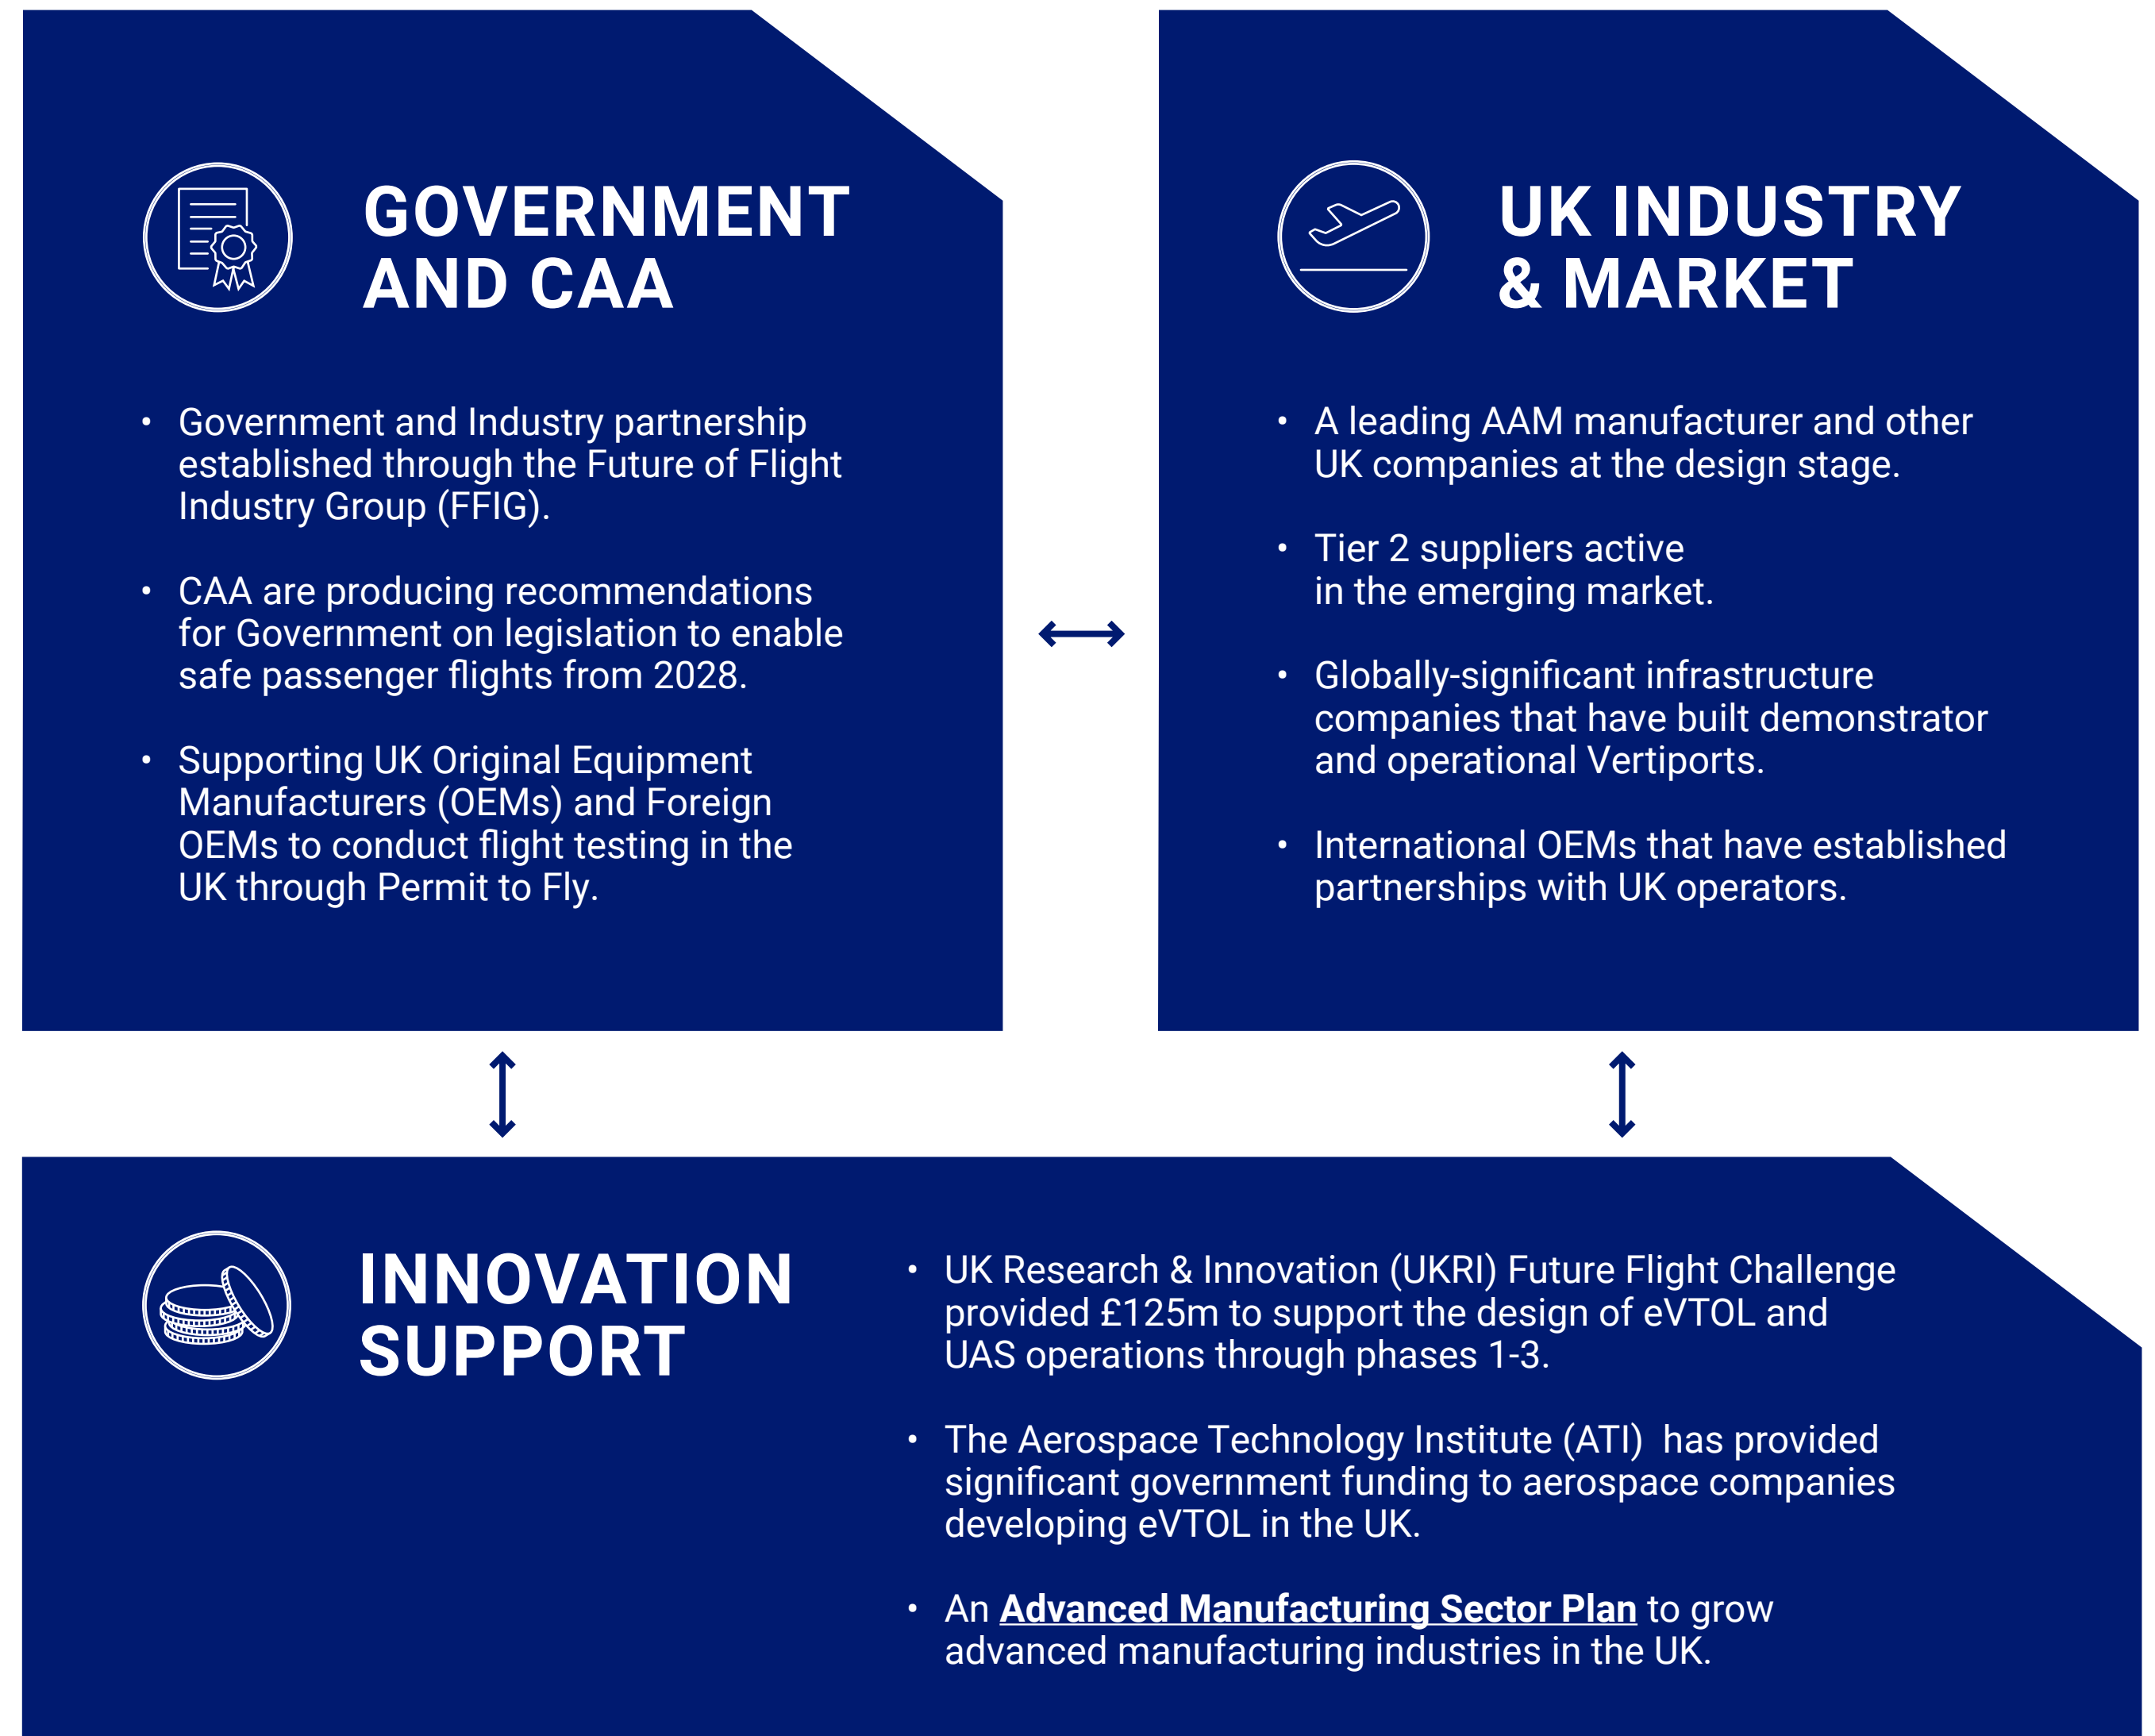 GOVERNMENT
AND CAA
• Government and Industry partnership
established through the Future of Flight
Industry Group (FFIG).
• CAA are producing recommendations
for Government on legislation to enable
safe passenger flights from 2028.
• Supporting UK Original Equipment
Manufacturers (OEMs) and Foreign
OEMs to conduct flight testing in the
UK through Permit to Fly.
UK INDUSTRY
& MARKET
• A leading AAM manufacturer and other
UK companies at the design stage.
• Tier 2 suppliers active
in the emerging market.
• Globally-significant infrastructure
companies that have built demonstrator
and operational Vertiports.
• International OEMs that have established
partnerships with UK operators.
INNOVATION
SUPPORT
• UK Research & Innovation (UKRI) Future Flight Challenge
provided £125m to support the design of eVTOL and
UAS operations through phases 1-3.
• The Aerospace Technology Institute (ATI)  has provided
significant government funding to aerospace companies
developing eVTOL in the UK.
• An Advanced Manufacturing Sector Plan to grow
advanced manufacturing industries in the UK.